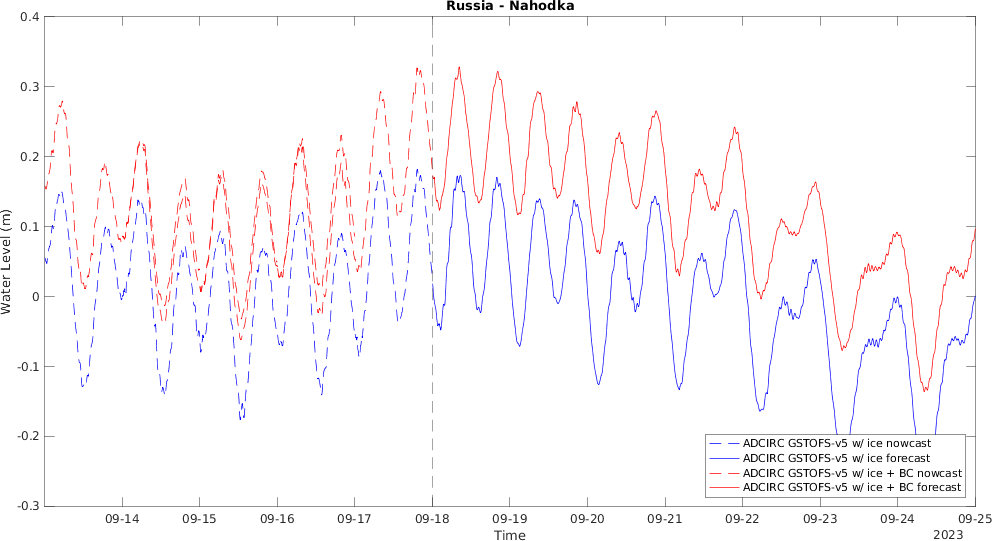 Russia - Nahodka
Water Level (m)
0.4
0.3
0.2
0.1
0
-0.1
-0.2
-0.3
ADCIRC GSTOFS-v5 w/ ice nowcast
ADCIRC GSTOFS-v5 w/ ice forecast
ADCIRC GSTOFS-v5 w/ ice + BC nowcast
ADCIRC GSTOFS-v5 w/ ice + BC forecast
09-14 09-15 09-16 09-17 09-18 09-19 09-20 09-21 09-22 09-23 09-24 09-25
Time
2023